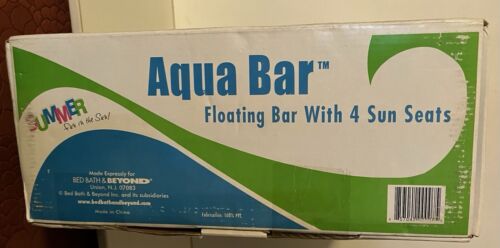 Aqua Bar™
Floating Bar With 4 Sun Seats
SUMMER
Fun in the Sun!
Made Expressly for
BED BATH & BEYOND®
Union, N.J. 07083
© Bed Bath & Beyond Inc. and its subsidiaries
www.bedbathandbeyond.com
Made in China
Fabrication: 100% PVC